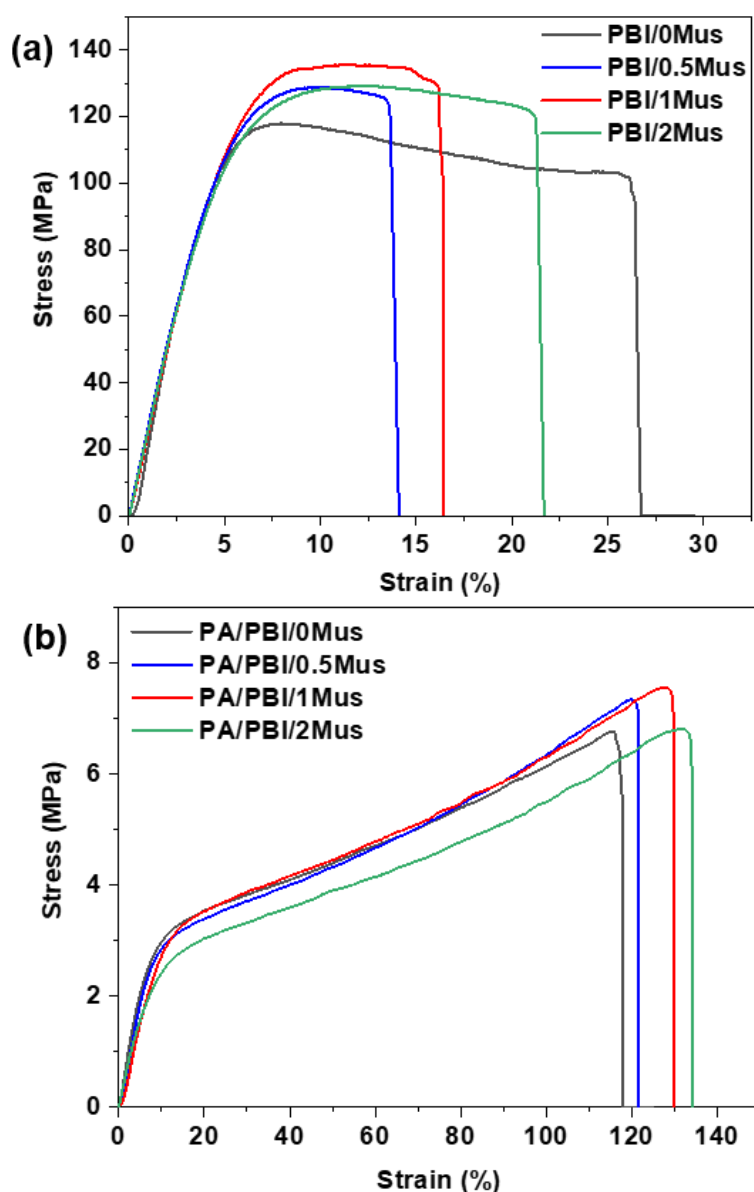 (a)
PBI/0Mus
PBI/0.5Mus
PBI/1Mus
PBI/2Mus
140
120
100
80
60
40
20
0
Stress (MPa)
0 5 10 15 20 25 30
Strain (%)
(b)
PA/PBI/0Mus
PA/PBI/0.5Mus
PA/PBI/1Mus
PA/PBI/2Mus
8
6
4
2
0
Stress (MPa)
0 20 40 60 80 100 120 140
Strain (%)